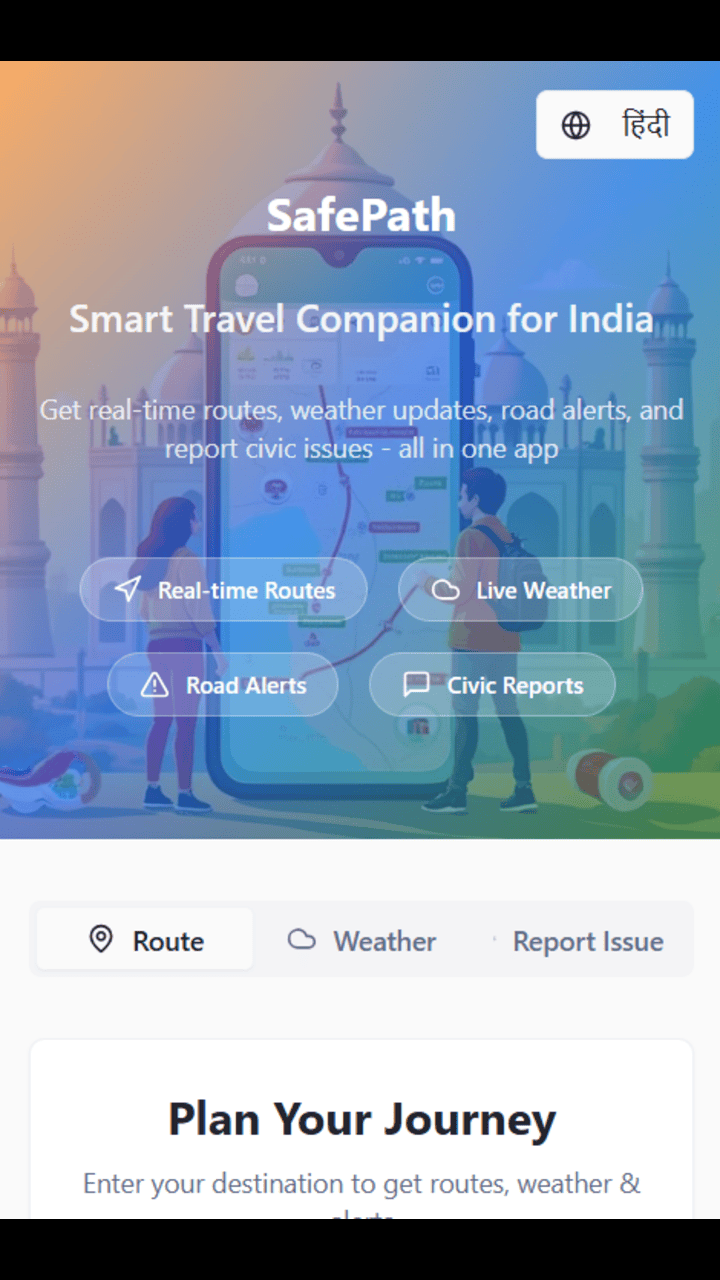 हिंदी
SafePath
Smart Travel Companion for India
Get real-time routes, weather updates, road alerts, and
report civic issues - all in one app
Real-time Routes
Live Weather
Road Alerts
Civic Reports
Route
Weather
Report Issue
Plan Your Journey
Enter your destination to get routes, weather &